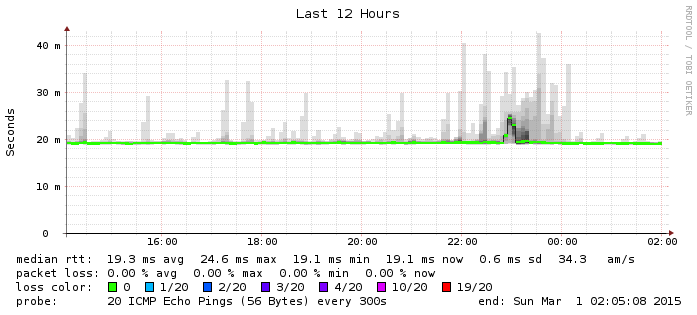 Last 12 Hours
RRDTOOL / TOBI OETIKER
Seconds
40 m
30 m
20 m
10 m
0
16:00 18:00 20:00 22:00 00:00 02:00
median rtt: 19.3 ms avg 24.6 ms max 19.1 ms min 19.1 ms now 0.6 ms sd 34.3 am/s
packet loss: 0.00 % avg 0.00 % max 0.00 % min 0.00 % now
loss color: 0 1/20 2/20 3/20 4/20 10/20 19/20
probe: 20 ICMP Echo Pings (56 Bytes) every 300s end: Sun Mar 1 02:05:08 2015